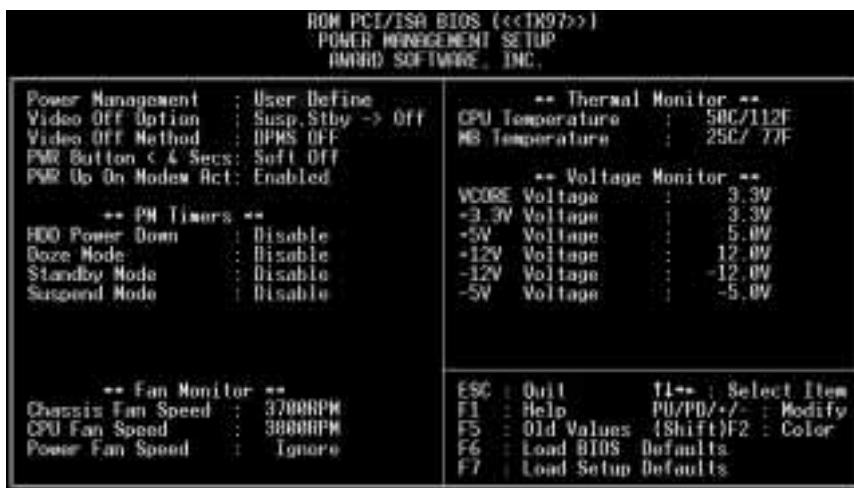 ROM PCI/ISA BIOS (<<TX97>>)
POWER MANAGEMENT SETUP
AWARD SOFTWARE, INC.
Power Management : User Define
Video Off Option : Susp,Stby -> Off
Video Off Method : DPMS OFF
PWR Button < 4 Secs: Soft Off
PWR Up On Modem Act: Enabled
** PM Timers **
HDD Power Down : Disable
Doze Mode : Disable
Standby Mode : Disable
Suspend Mode : Disable
** Fan Monitor **
Chassis Fan Speed : 3700RPM
CPU Fan Speed : 3800RPM
Power Fan Speed : Ignore
** Thermal Monitor **
CPU Temperature : 50C/112F
MB Temperature : 25C/ 77F
** Voltage Monitor **
VCORE Voltage : 3.3V
+3.3V Voltage : 3.3V
+5V Voltage : 5.0V
+12V Voltage : 12.0V
-12V Voltage : -12.0V
-5V Voltage : -5.0V
ESC : Quit ↑↓→← : Select Item
F1 : Help PU/PD/+/- : Modify
F5 : Old Values (Shift)F2 : Color
F6 : Load BIOS Defaults
F7 : Load Setup Defaults